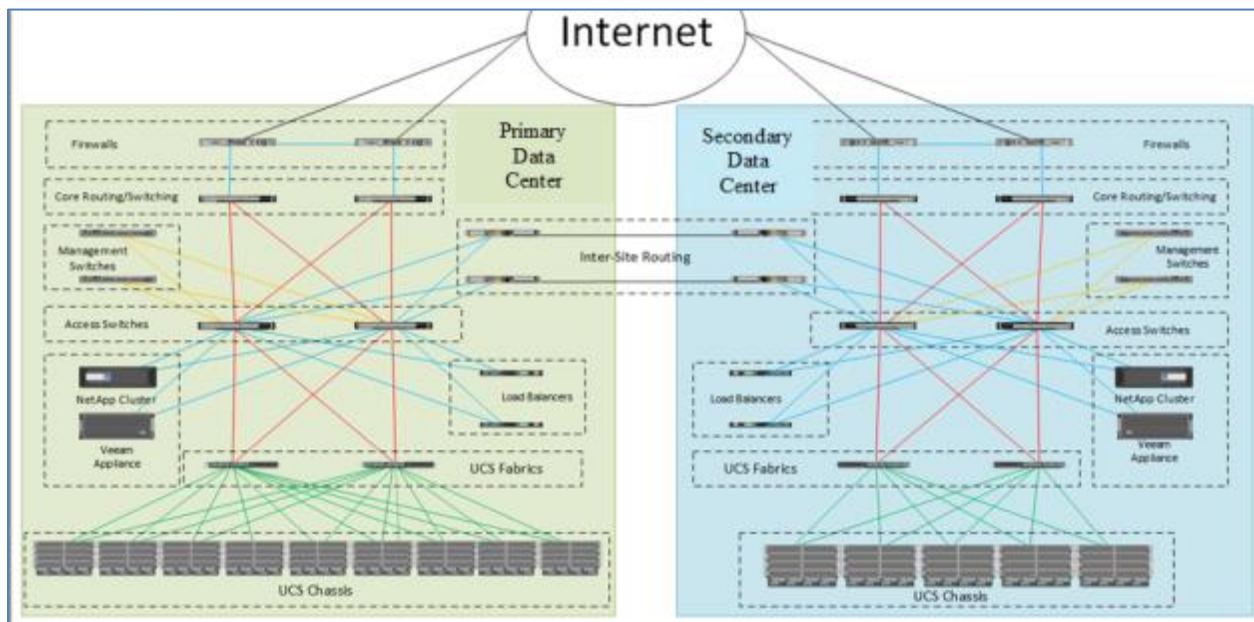 Internet
Primary
Data
Center
Firewalls
Core Routing/Switching
Management
Switches
Access Switches
NetApp Cluster
Veeam
Appliance
Load Balancers
UCS Fabrics
UCS Chassis
Inter-Site Routing
Secondary
Data
Center
Firewalls
Core Routing/Switching
Management
Switches
Access Switches
Load Balancers
NetApp Cluster
Veeam
Appliance
UCS Fabrics
UCS Chassis